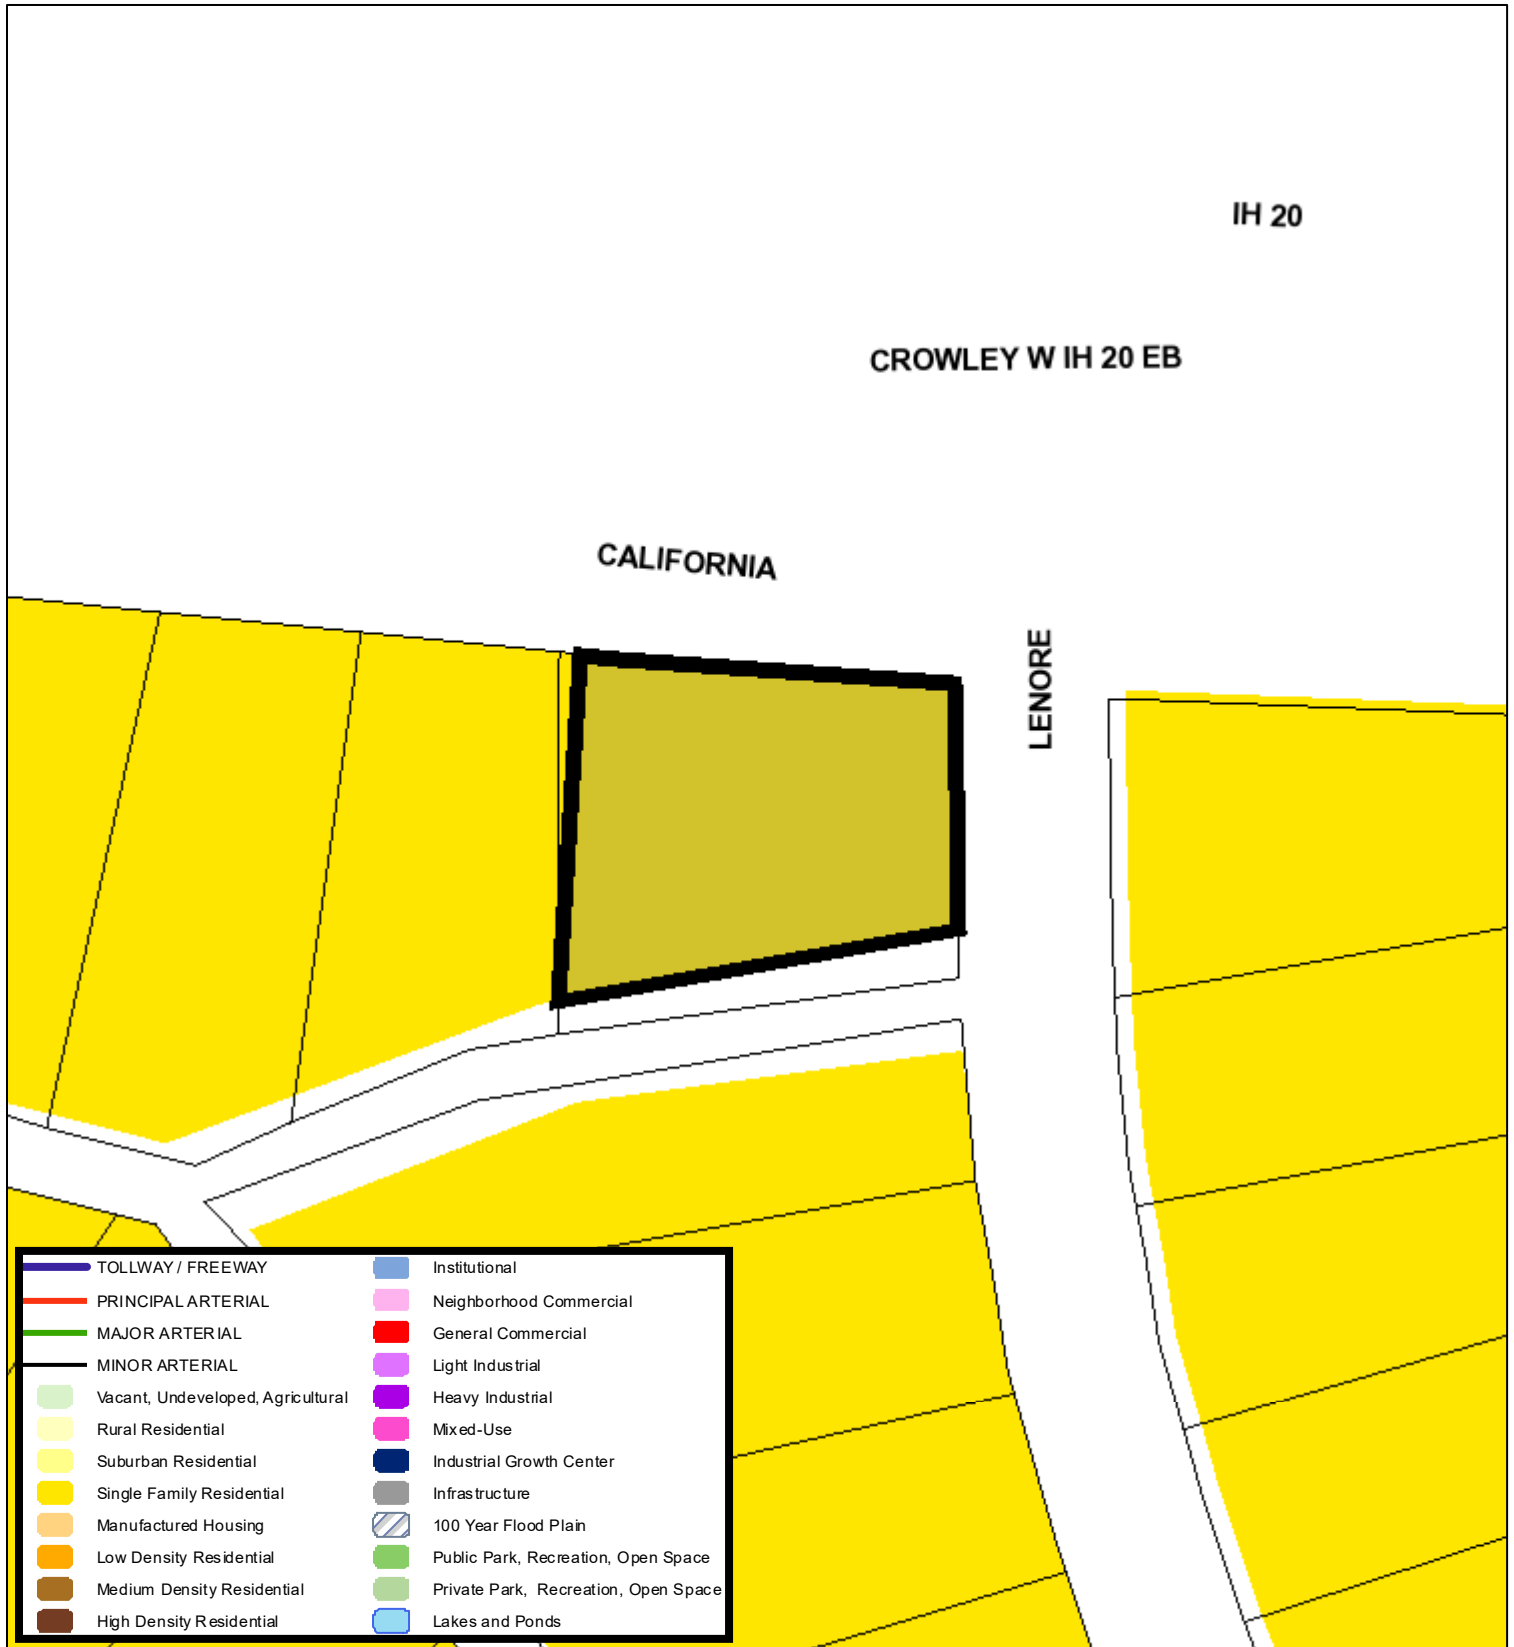 IH 20
CROWLEY W IH 20 EB
CALIFORNIA
LENORE
TOLLWAY / FREEWAY
PRINCIPAL ARTERIAL
MAJOR ARTERIAL
MINOR ARTERIAL
Vacant, Undeveloped, Agricultural
Rural Residential
Suburban Residential
Single Family Residential
Manufactured Housing
Low Density Residential
Medium Density Residential
High Density Residential
Institutional
Neighborhood Commercial
General Commercial
Light Industrial
Heavy Industrial
Mixed-Use
Industrial Growth Center
Infrastructure
100 Year Flood Plain
Public Park, Recreation, Open Space
Private Park, Recreation, Open Space
Lakes and Ponds